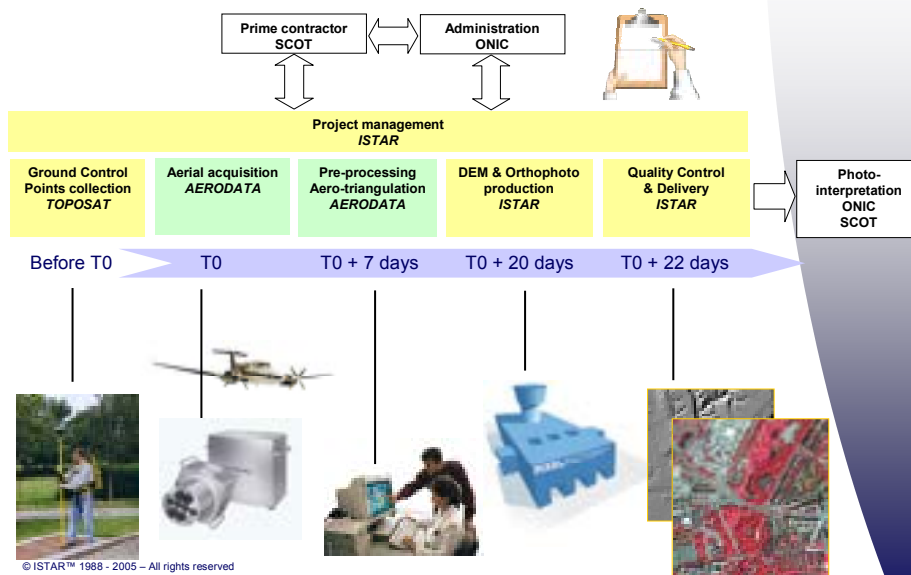 Prime contractor
SCOT
Administration
ONIC
Project management
ISTAR
Ground Control
Points collection
TOPOSAT
Aerial acquisition
AERODATA
Pre-processing
Aero-triangulation
AERODATA
DEM & Orthophoto
production
ISTAR
Quality Control
& Delivery
ISTAR
Photo-
interpretation
ONIC
SCOT
Before T0
T0
T0 + 7 days
T0 + 20 days
T0 + 22 days
© ISTAR™ 1988 - 2005 – All rights reserved